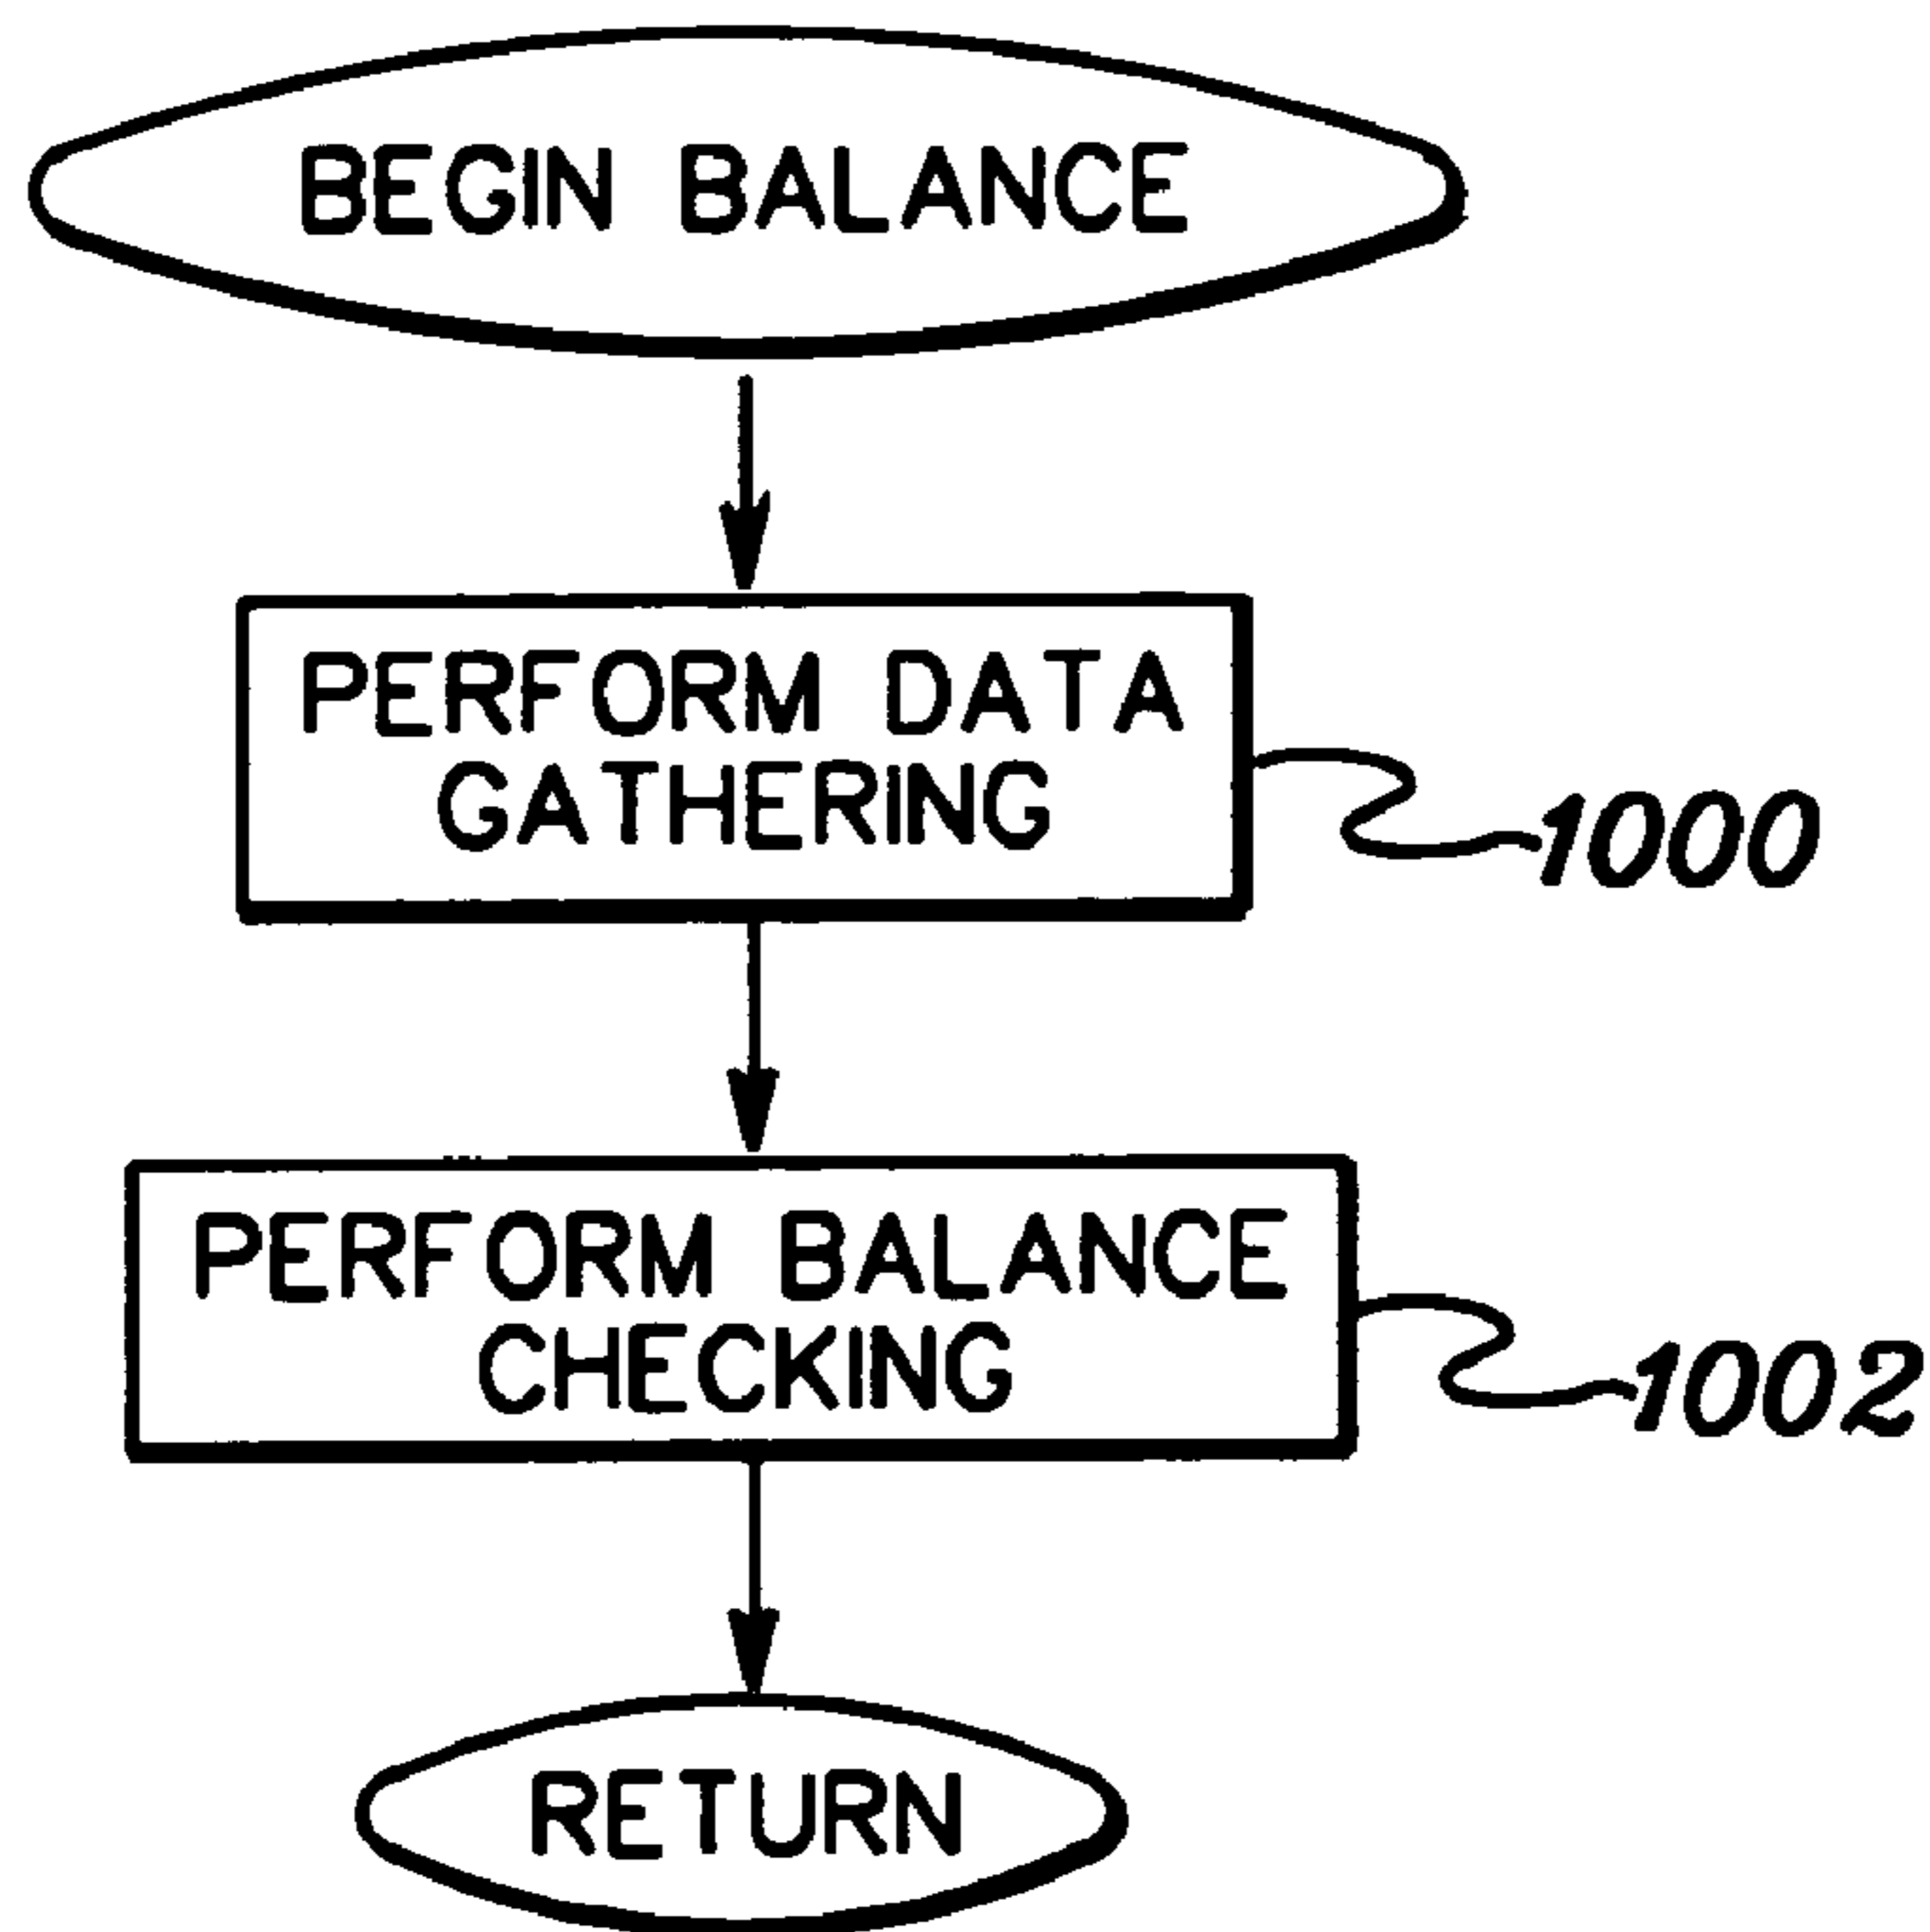 BEGIN BALANCE
PERFORM DATA
GATHERING
1000
PERFORM BALANCE
CHECKING
1002
RETURN